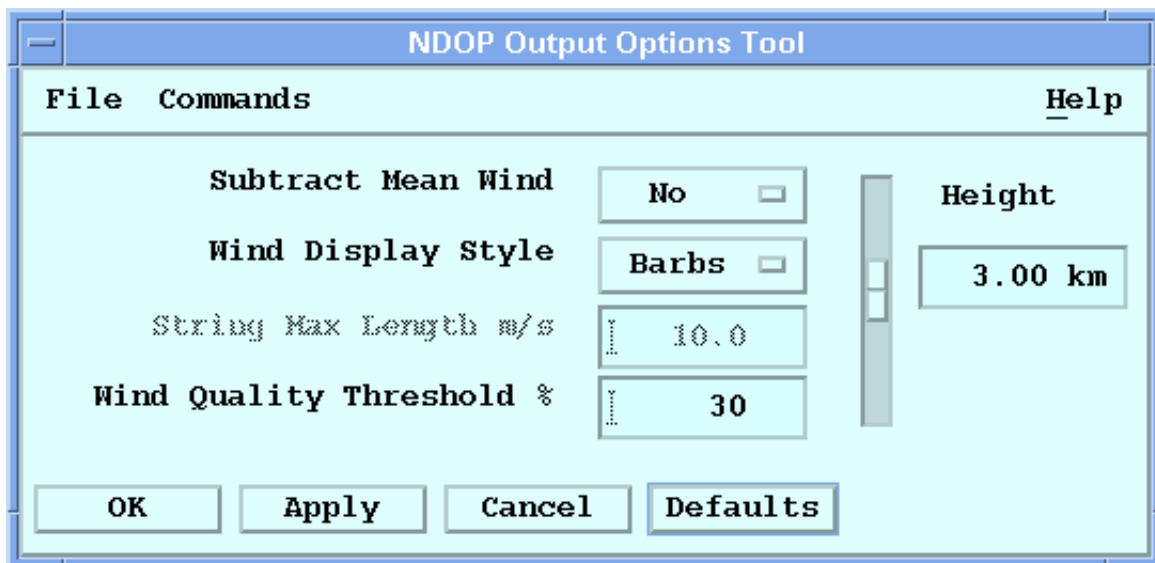 NDOP Output Options Tool
File Commands Help
Subtract Mean Wind No
Height
Wind Display Style Barbs
3.00 km
String Max Length m/s 10.0
Wind Quality Threshold % 30
OK Apply Cancel Defaults